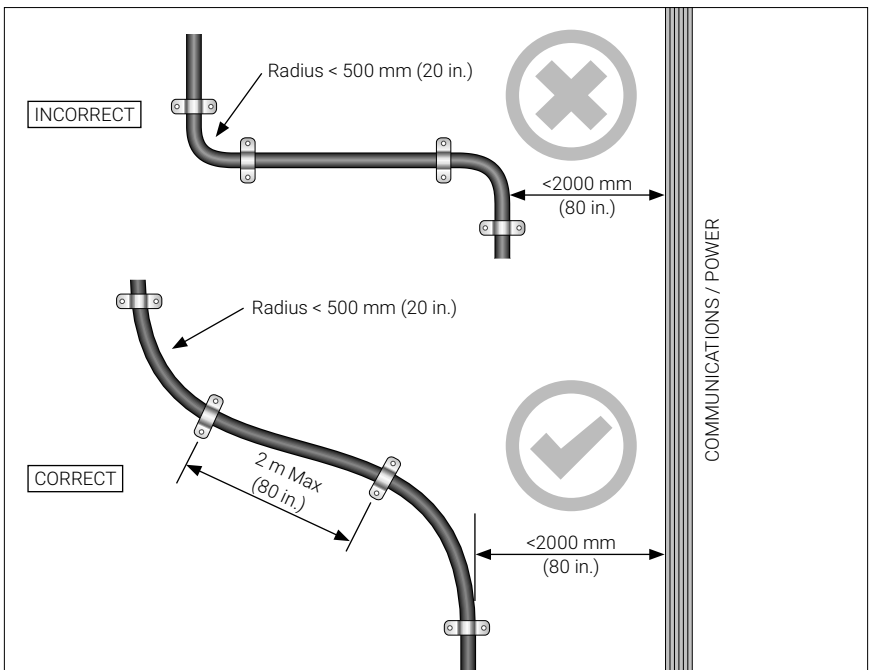 Radius < 500 mm (20 in.)
INCORRECT
<2000 mm
(80 in.)
COMMUNICATIONS / POWER
Radius < 500 mm (20 in.)
CORRECT
2 m Max
(80 in.)
<2000 mm
(80 in.)